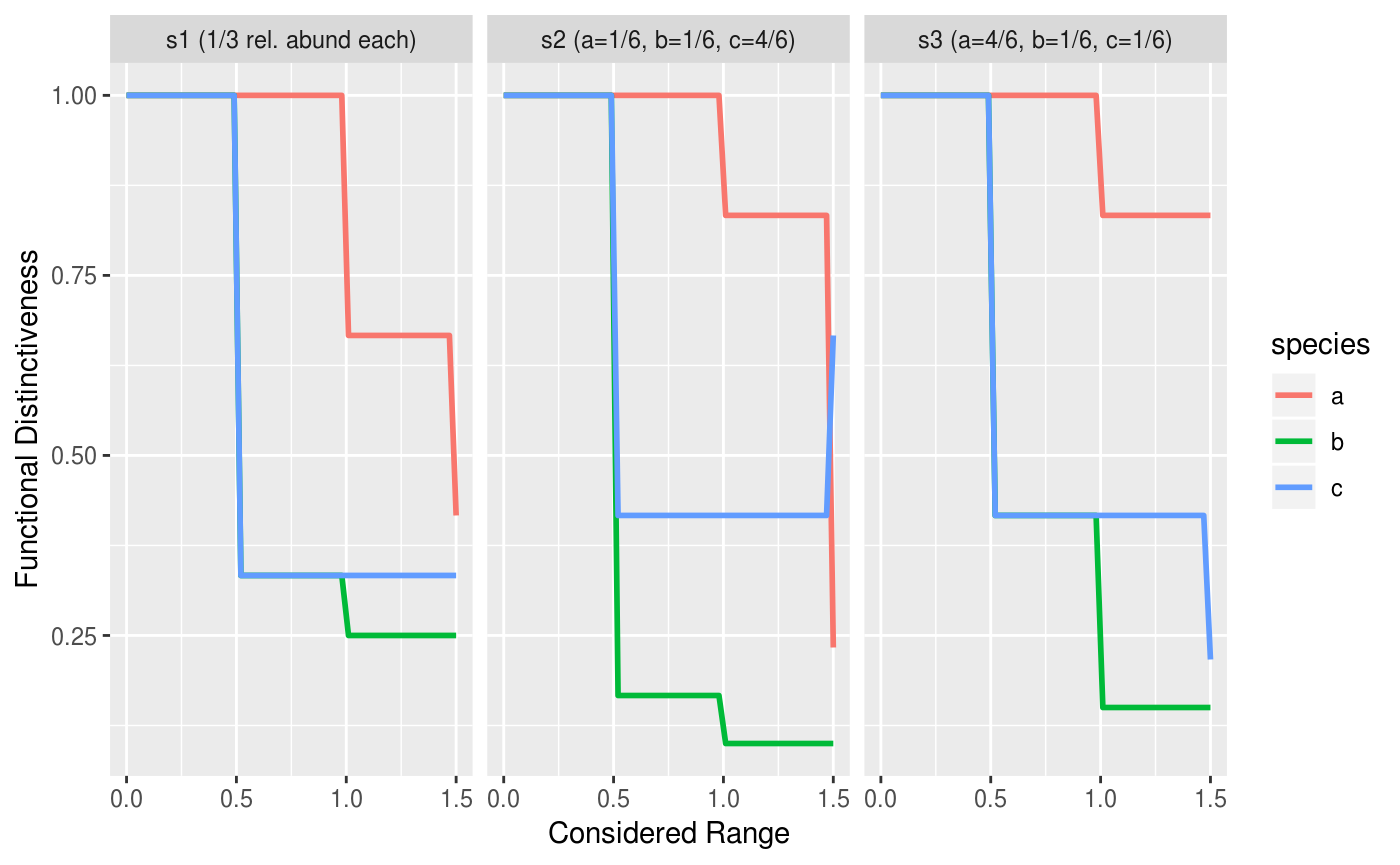 s1 (1/3 rel. abund each)
s2 (a=1/6, b=1/6, c=4/6)
s3 (a=4/6, b=1/6, c=1/6)
Functional Distinctiveness
1.00
0.75
0.50
0.25
0.0 0.5 1.0 1.5
0.0 0.5 1.0 1.5
0.0 0.5 1.0 1.5
Considered Range
species
a
b
c